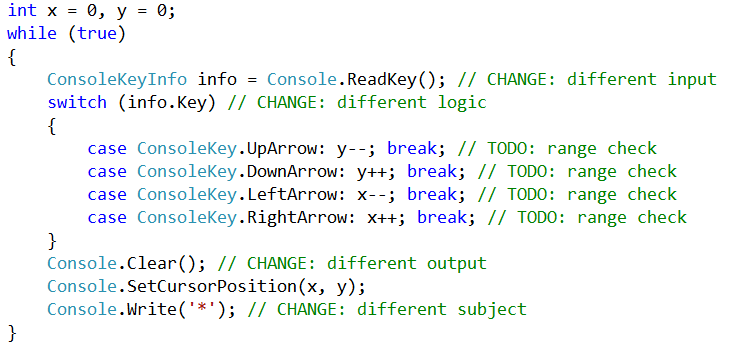 int x = 0, y = 0;
while (true)
{
    ConsoleKeyInfo info = Console.ReadKey(); // CHANGE: different input
    switch (info.Key) // CHANGE: different logic
    {
        case ConsoleKey.UpArrow: y--; break; // TODO: range check
        case ConsoleKey.DownArrow: y++; break; // TODO: range check
        case ConsoleKey.LeftArrow: x--; break; // TODO: range check
        case ConsoleKey.RightArrow: x++; break; // TODO: range check
    }
    Console.Clear(); // CHANGE: different output
    Console.SetCursorPosition(x, y);
    Console.Write('*'); // CHANGE: different subject
}